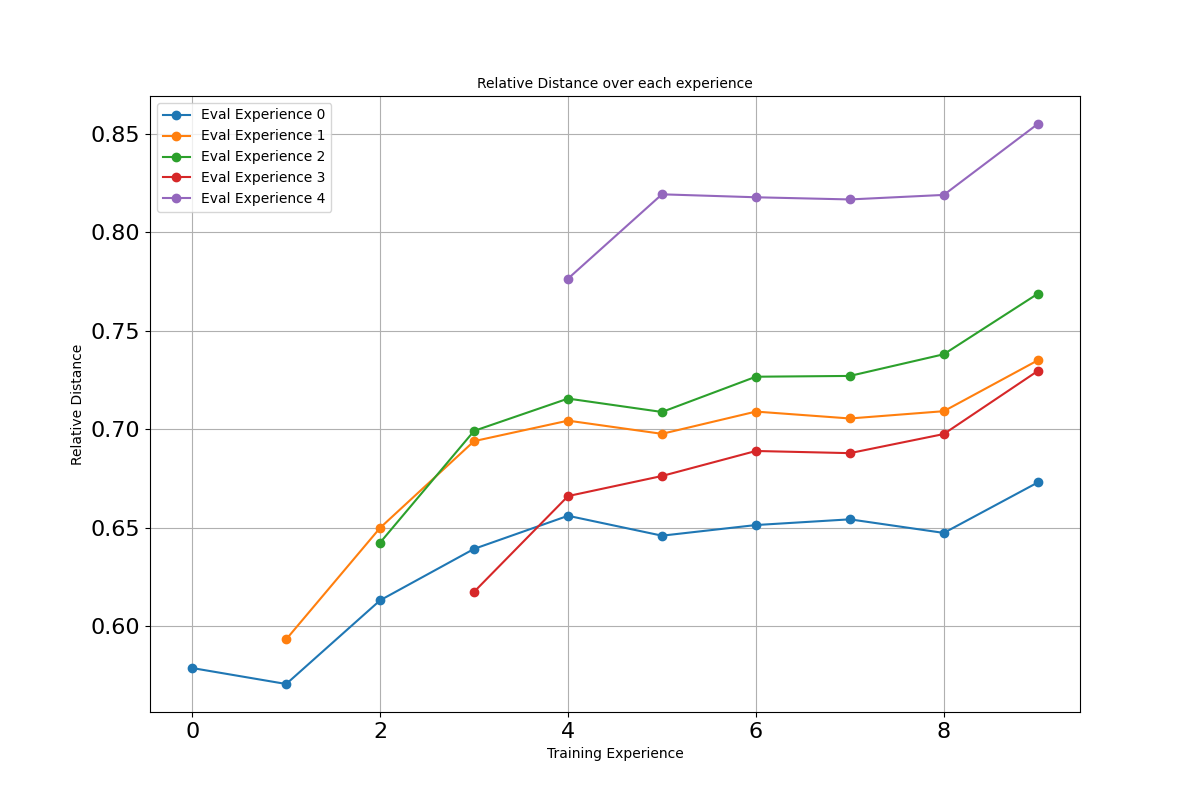 Relative Distance over each experience
Eval Experience 0
Eval Experience 1
Eval Experience 2
Eval Experience 3
Eval Experience 4
0.85
0.80
0.75
0.70
0.65
0.60
Relative Distance
0 2 4 6 8
Training Experience